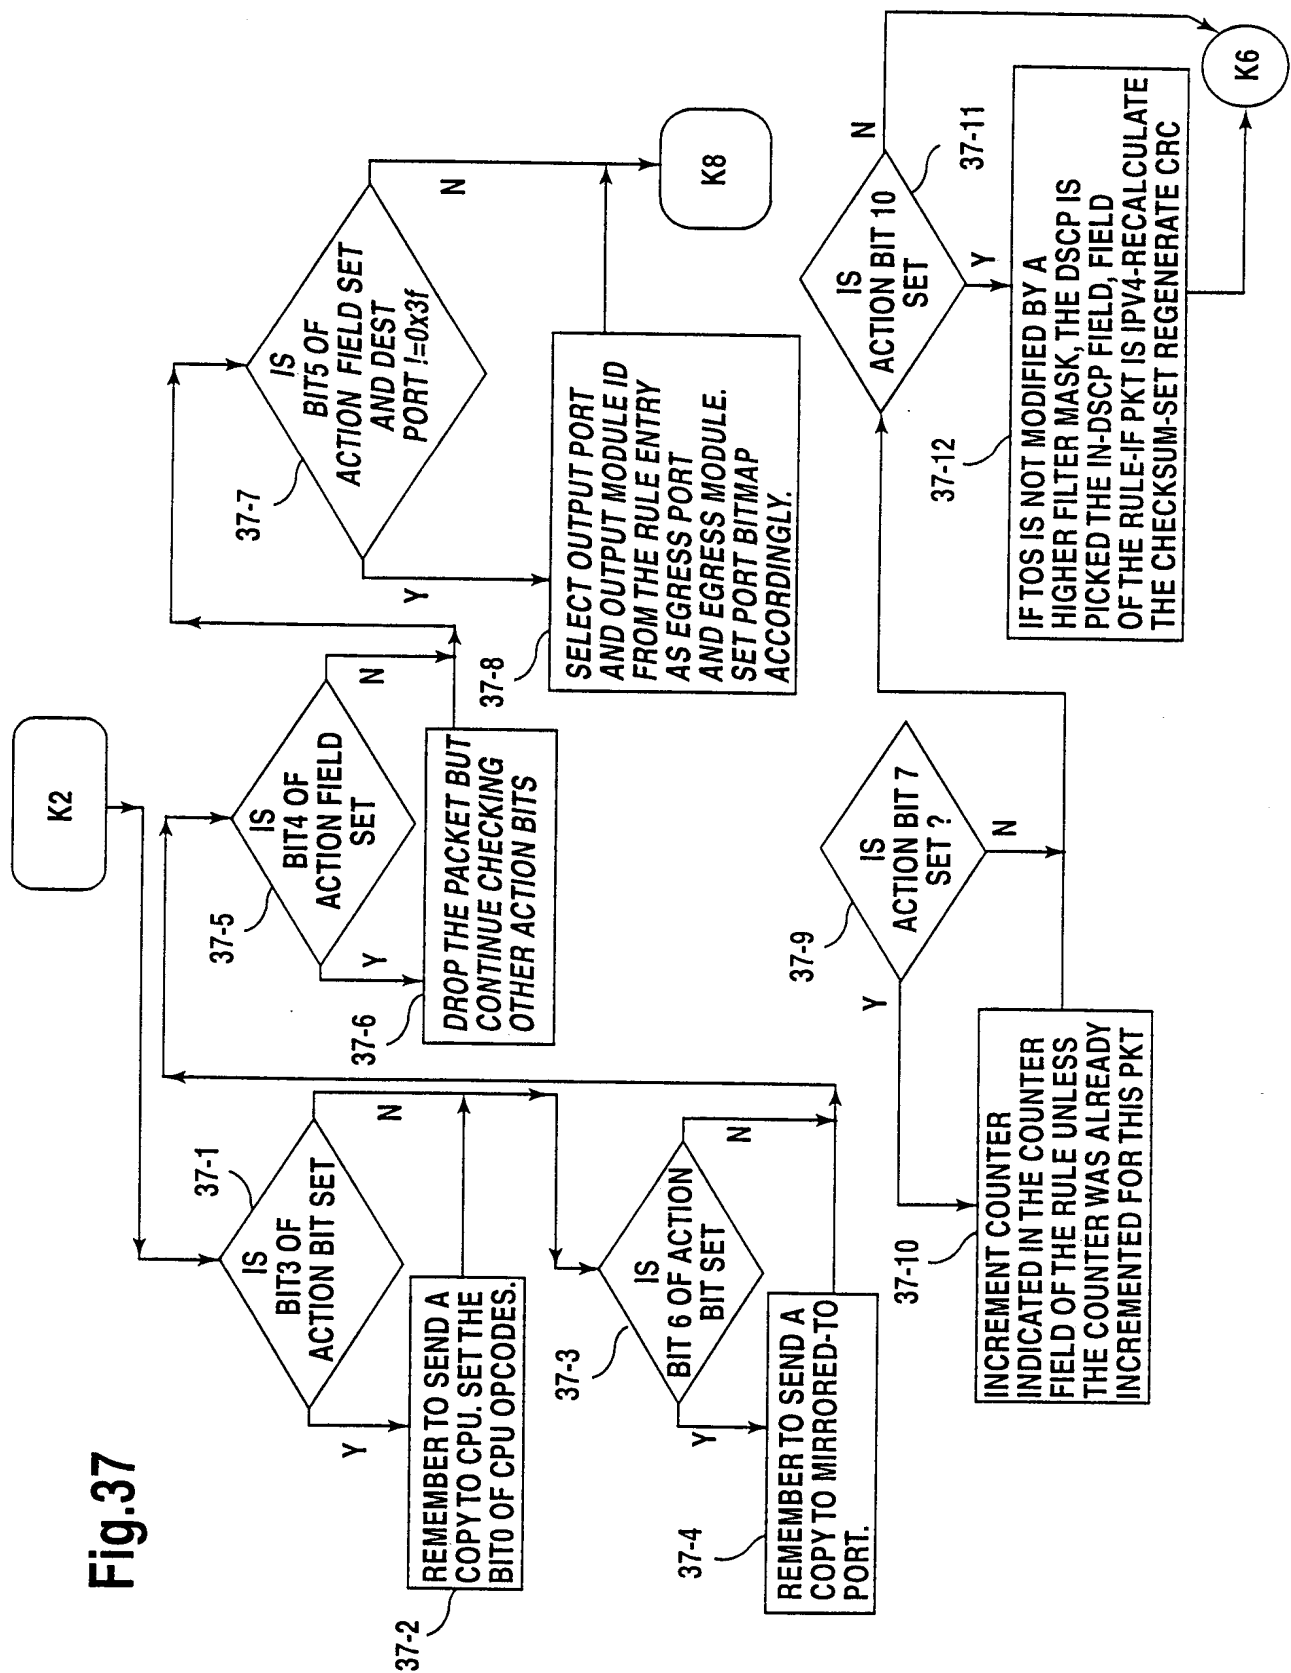 Fig.37
K2
37-1
IS
BIT3 OF
ACTION BIT SET
Y
N
37-2
REMEMBER TO SEND A
COPY TO CPU. SET THE
BIT0 OF CPU OPCODES.
37-3
IS
BIT 6 OF ACTION
BIT SET
Y
N
37-4
REMEMBER TO SEND A
COPY TO MIRRORED-TO
PORT.
37-5
IS
BIT4 OF
ACTION FIELD
SET
Y
N
37-6
DROP THE PACKET BUT
CONTINUE CHECKING
OTHER ACTION BITS
37-7
IS
BIT5 OF
ACTION FIELD SET
AND DEST
PORT !=0x3f
Y
N
37-8
SELECT OUTPUT PORT
AND OUTPUT MODULE ID
FROM THE RULE ENTRY
AS EGRESS PORT
AND EGRESS MODULE.
SET PORT BITMAP
ACCORDINGLY.
K8
37-9
IS
ACTION BIT 7
SET ?
Y
N
37-10
INCREMENT COUNTER
INDICATED IN THE COUNTER
FIELD OF THE RULE UNLESS
THE COUNTER WAS ALREADY
INCREMENTED FOR THIS PKT
37-11
IS
ACTION BIT 10
SET
N
Y
37-12
IF TOS IS NOT MODIFIED BY A
HIGHER FILTER MASK, THE DSCP IS
PICKED THE IN-DSCP FIELD, FIELD
OF THE RULE-IF PKT IS IPV4-RECALCULATE
THE CHECKSUM-SET REGENERATE CRC
K6